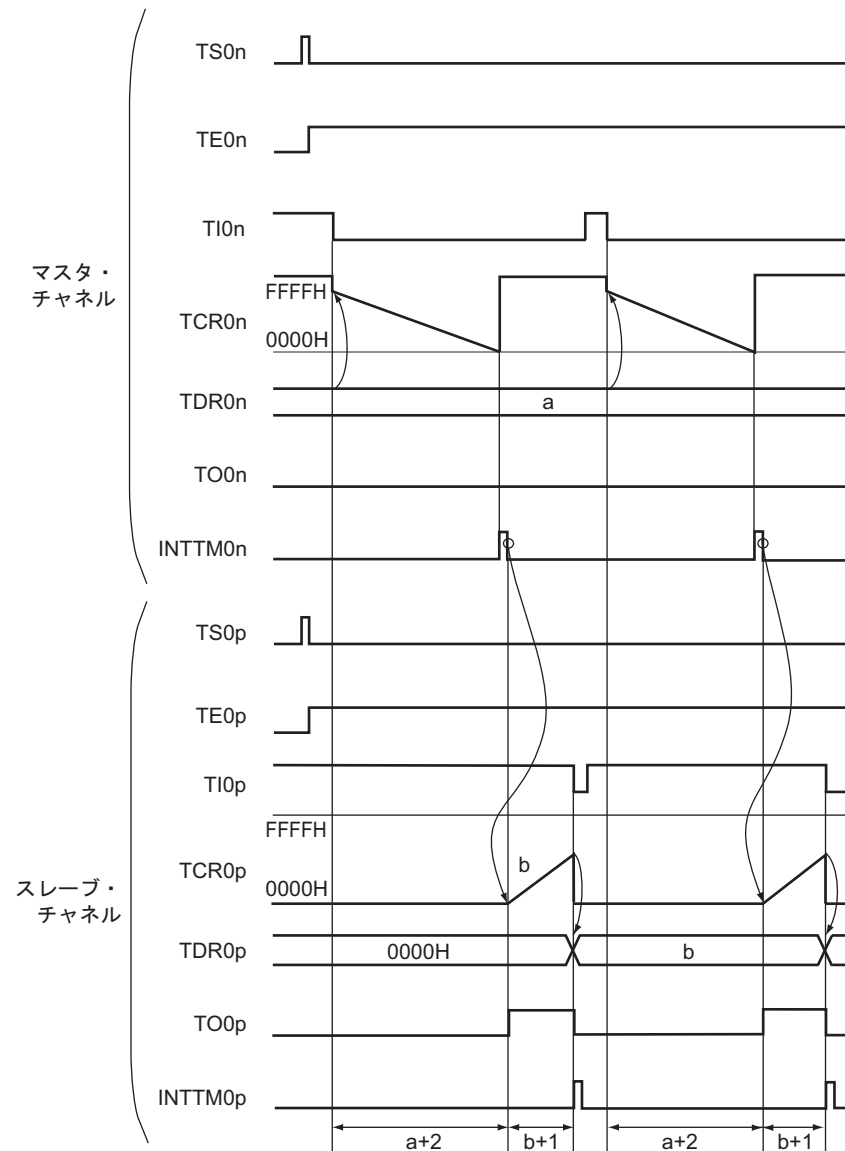 TS0n
TE0n
TI0n
マスタ・
チャネル
FFFFH
TCR0n
0000H
TDR0n
a
TO0n
INTTM0n
TS0p
TE0p
TI0p
FFFFH
TCR0p
b
0000H
スレーブ・
チャネル
TDR0p
0000H
b
TO0p
INTTM0p
a+2
b+1
a+2
b+1